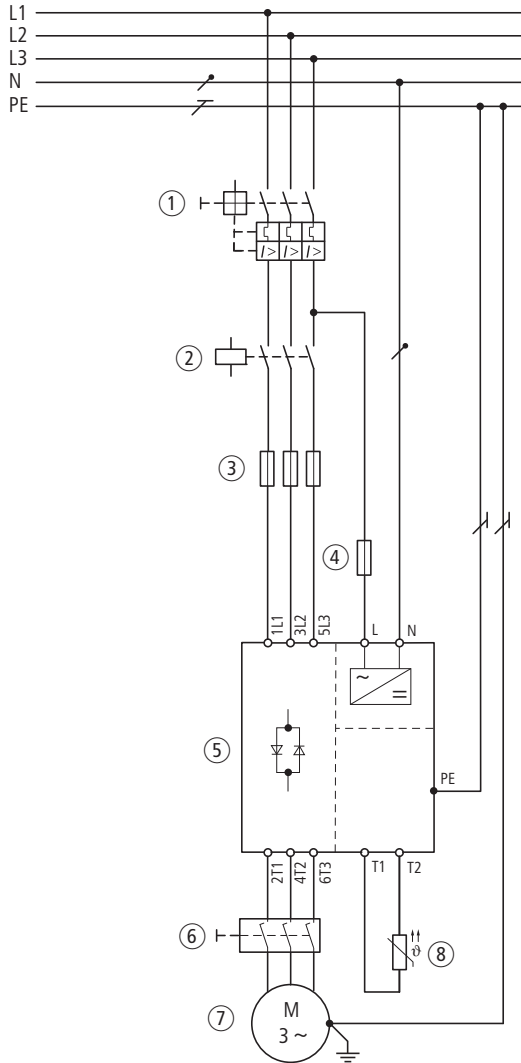 L1
L2
L3
N
PE
①
I> I> I>
②
③
④
1L1 3L2 5L3 L N
~
=
⑤
PE
2T1 4T2 6T3 T1 T2
⑥
ϑ ⑧
⑦ M
3 ~